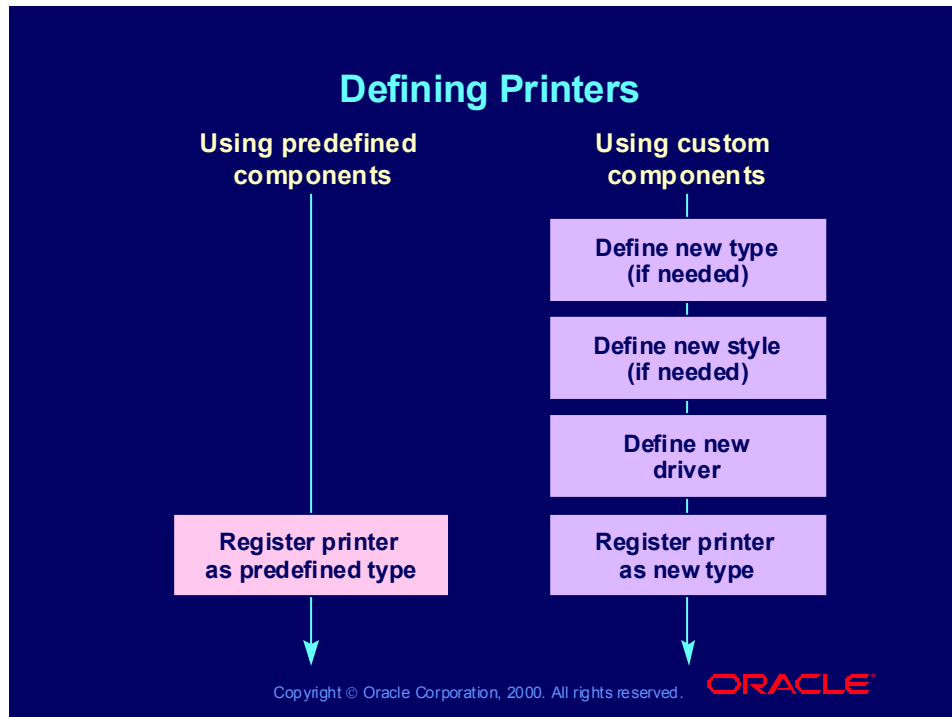 Defining Printers
Using predefined
components
Register printer
as predefined type
Using custom
components
Define new type
(if needed)
Define new style
(if needed)
Define new
driver
Register printer
as new type
Copyright © Oracle Corporation, 2000. All rights reserved.
ORACLE®